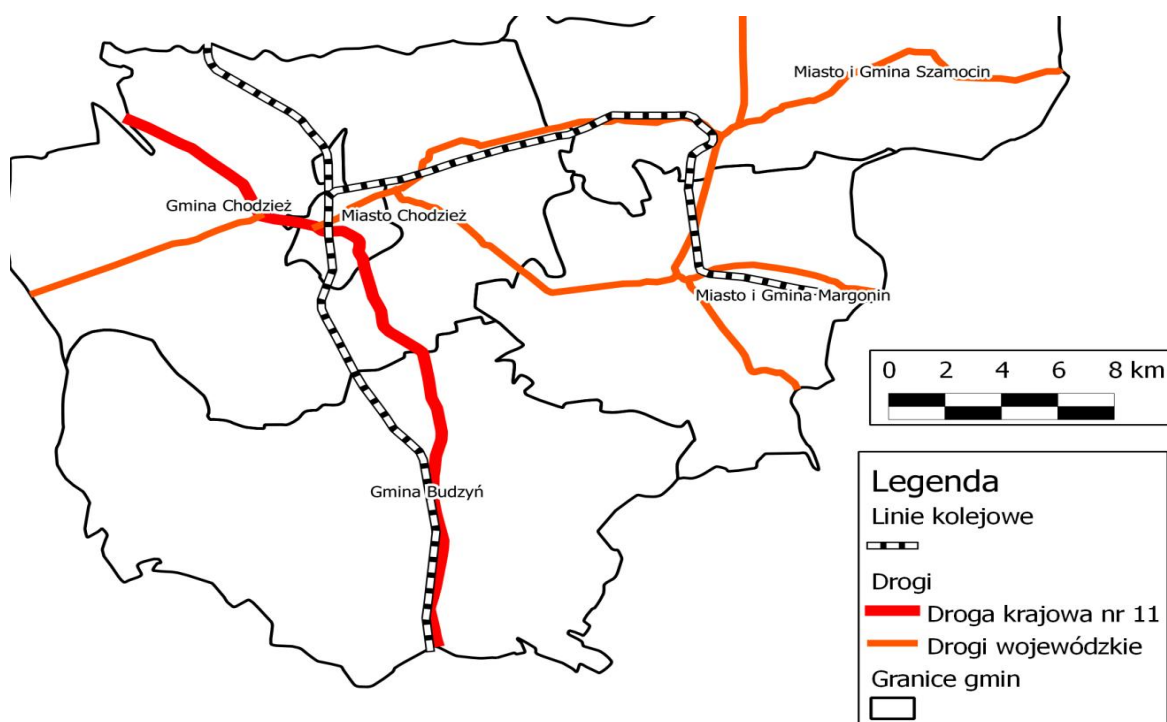 Miasto i Gmina Szamocin
Gmina Chodzież
Miasto Chodzież
Miasto i Gmina Margonin
Gmina Budzyń
0 2 4 6 8 km
Legenda
Linie kolejowe
Drogi
Droga krajowa nr 11
Drogi wojewódzkie
Granice gmin